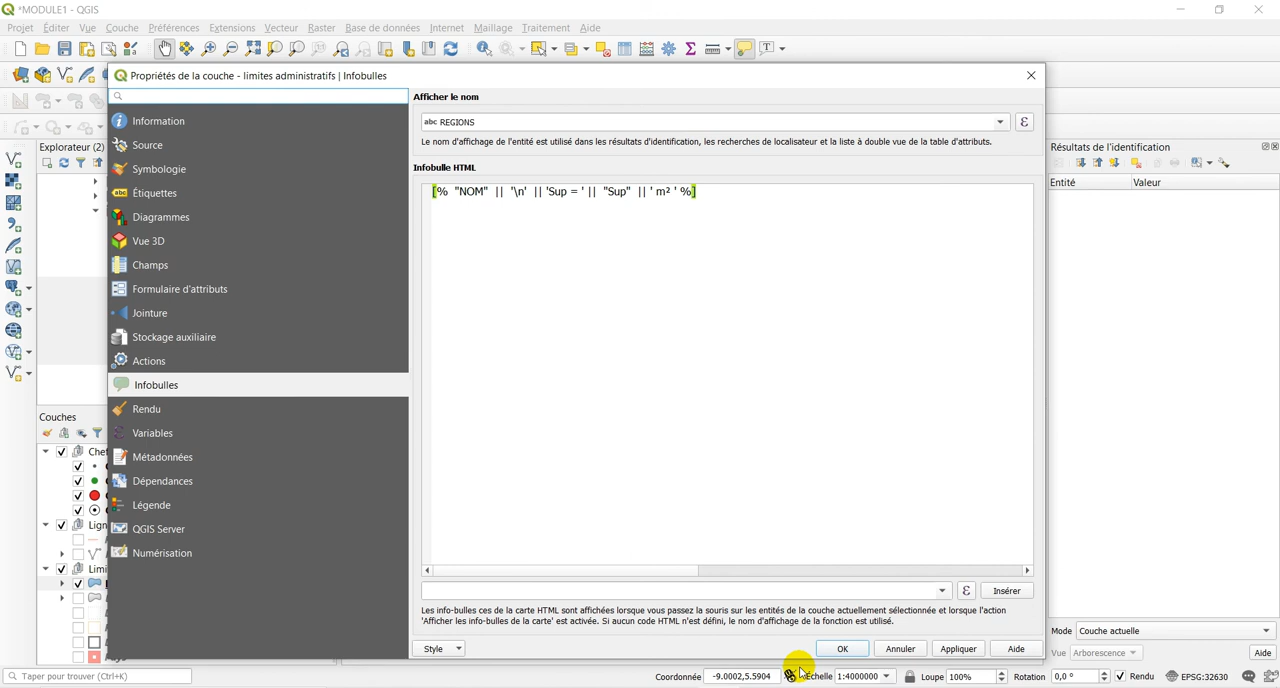 *MODULE1 - QGIS
Projet Éditer Vue Couche Préférences Extensions Vecteur Raster Base de données Internet Maillage Traitement Aide
Propriétés de la couche - limites administratifs | Infobulles
Information
Source
Symbologie
abc Étiquettes
Diagrammes
Vue 3D
Champs
Formulaire d'attributs
Jointure
Stockage auxiliaire
Actions
Infobulles
Rendu
Variables
Métadonnées
Dépendances
Légende
QGIS Server
Numérisation
Afficher le nom
abc REGIONS
ε
Le nom d'affichage de l'entité est utilisé dans les résultats d'identification, les recherches de localisateur et la liste à double vue de la table d'attributs.
Infobulle HTML
[% "NOM" || '\n' || 'Sup = ' || "Sup" || ' m² ' %]
ε Insérer
Les info-bulles ces de la carte HTML sont affichées lorsque vous passez la souris sur les entités de la couche actuellement sélectionnée et lorsque l'action
'Afficher les info-bulles de la carte' est activée. Si aucun code HTML n'est défini, le nom d'affichage de la fonction est utilisé.
Style OK Annuler Appliquer Aide
Explorateur (2)
Couches
Chef
Lign
Limi
Pays
Résultats de l'identification
Entité Valeur
Mode Couche actuelle
Vue Arborescence Aide
Taper pour trouver (Ctrl+K) Coordonnée -9.0002,5.5904 Échelle 1:4000000 Loupe 100% Rotation 0,0 ° Rendu EPSG:32630